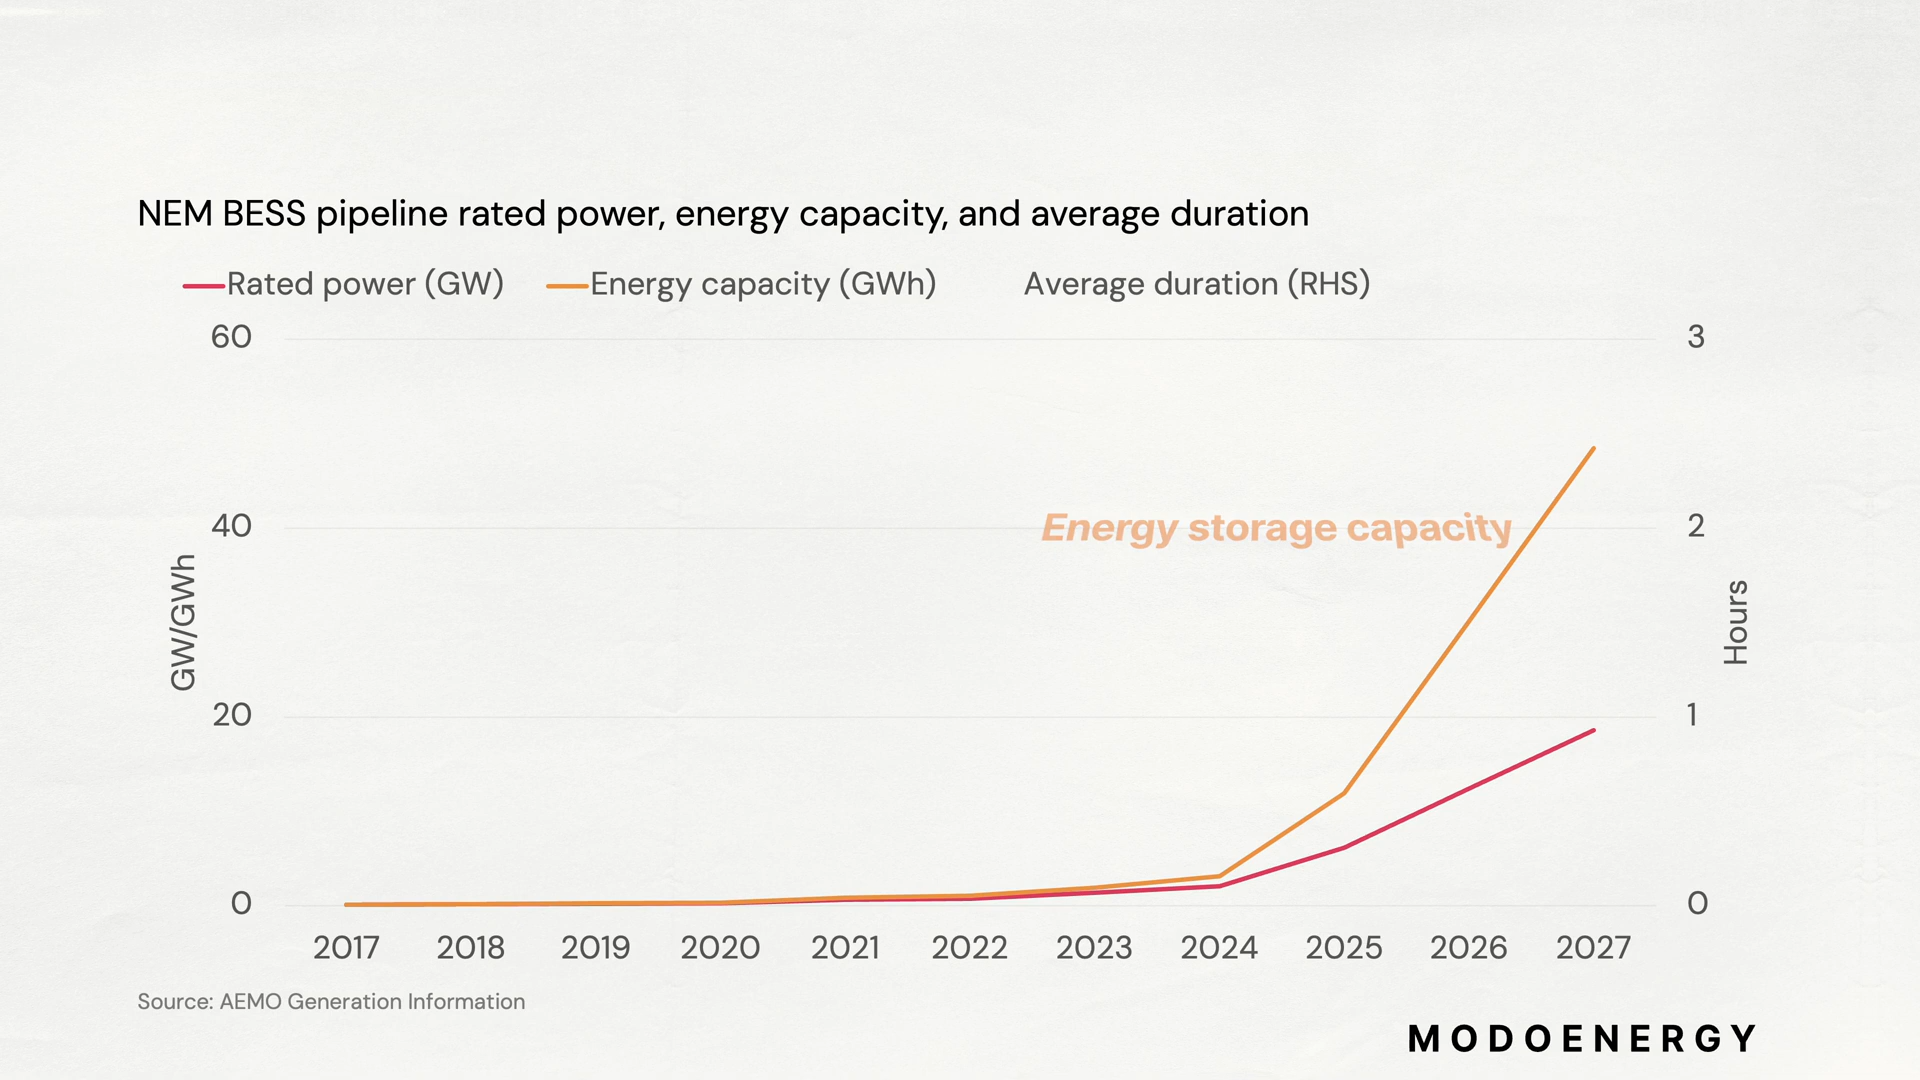 NEM BESS pipeline rated power, energy capacity, and average duration
Rated power (GW) Energy capacity (GWh) Average duration (RHS)
60 3
Energy storage capacity
40 2
GW/GWh
Hours
20 1
0 0
2017 2018 2019 2020 2021 2022 2023 2024 2025 2026 2027
Source: AEMO Generation Information
MODOENERGY